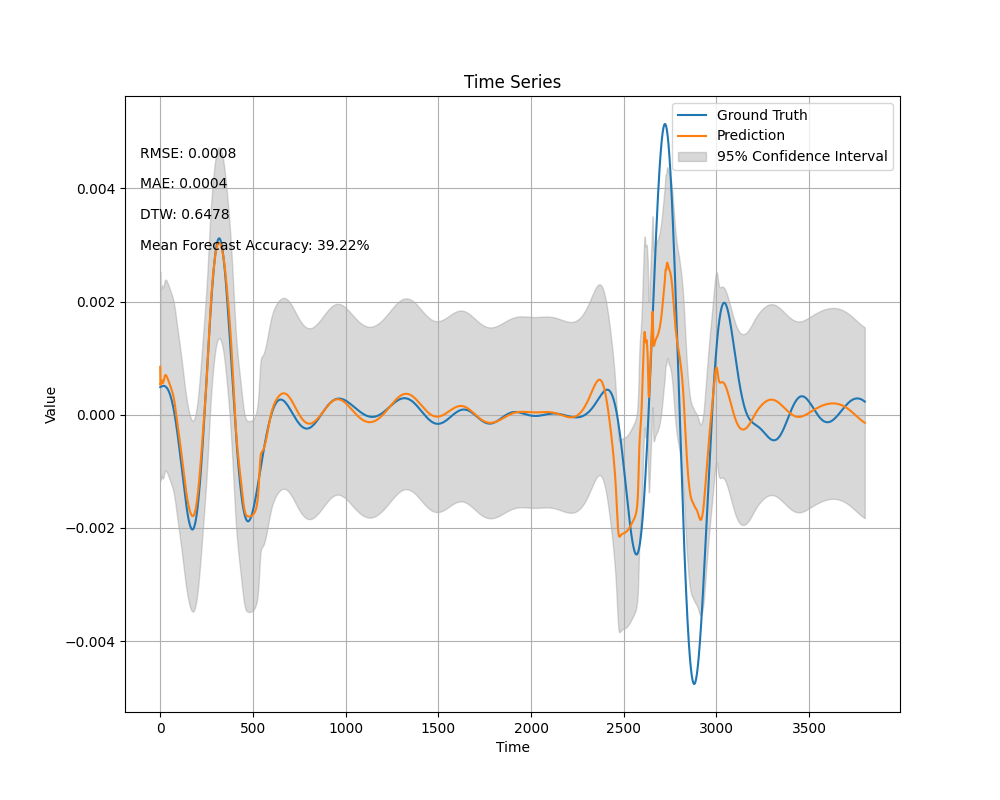 Time Series
Ground Truth
Prediction
95% Confidence Interval
RMSE: 0.0008
MAE: 0.0004
DTW: 0.6478
Mean Forecast Accuracy: 39.22%
Value
0.004
0.002
0.000
−0.002
−0.004
0 500 1000 1500 2000 2500 3000 3500
Time